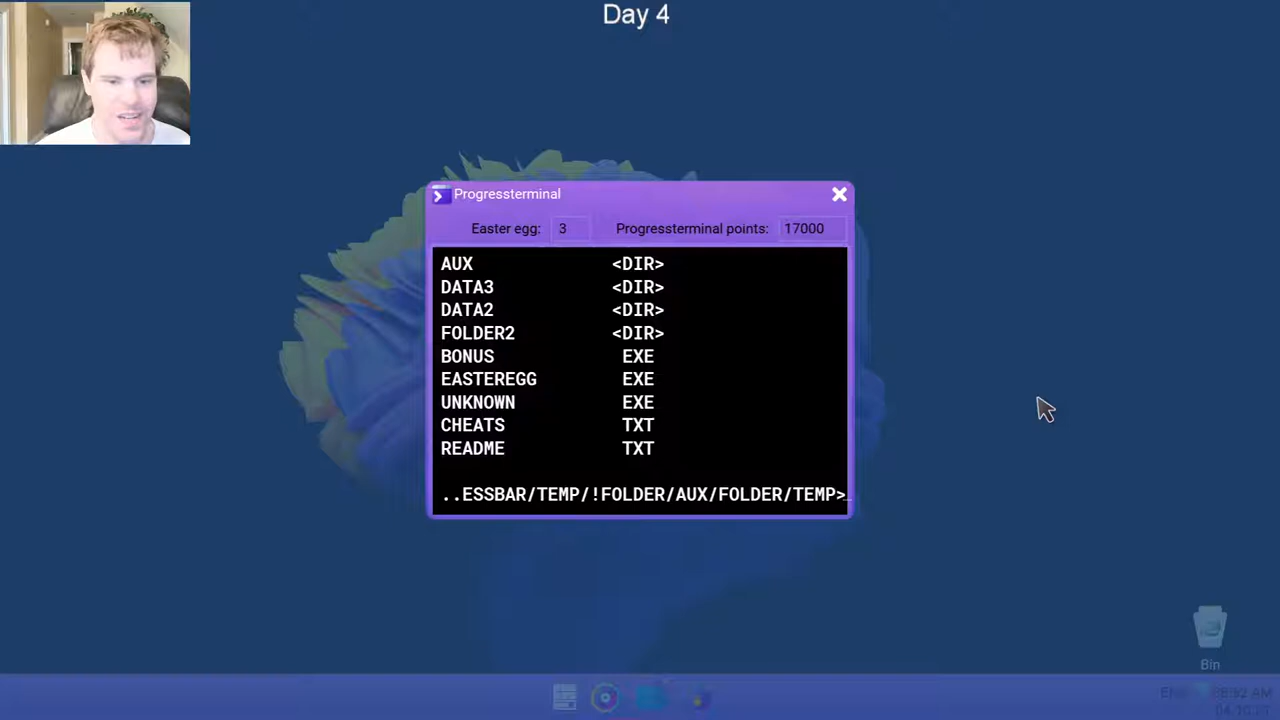 Day 4
Progressterminal
Easter egg: 3 Progressterminal points: 17000
AUX <DIR>
DATA3 <DIR>
DATA2 <DIR>
FOLDER2 <DIR>
BONUS EXE
EASTEREGG EXE
UNKNOWN EXE
CHEATS TXT
README TXT
..ESSBAR/TEMP/!FOLDER/AUX/FOLDER/TEMP>_
Bin
AM